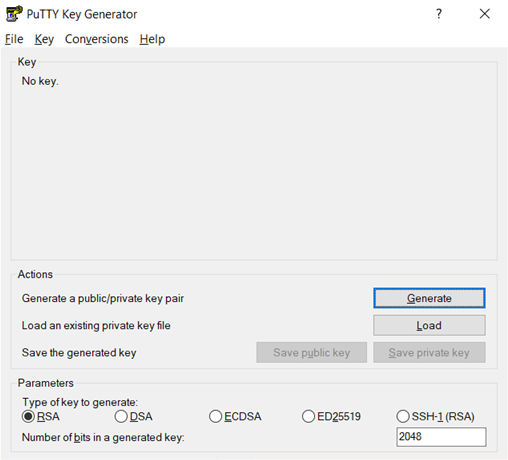 PuTTY Key Generator ?
File Key Conversions Help
Key
No key.
Actions
Generate a public/private key pair Generate
Load an existing private key file Load
Save the generated key Save public key Save private key
Parameters
Type of key to generate:
RSA DSA ECDSA ED25519 SSH-1 (RSA)
Number of bits in a generated key: 2048